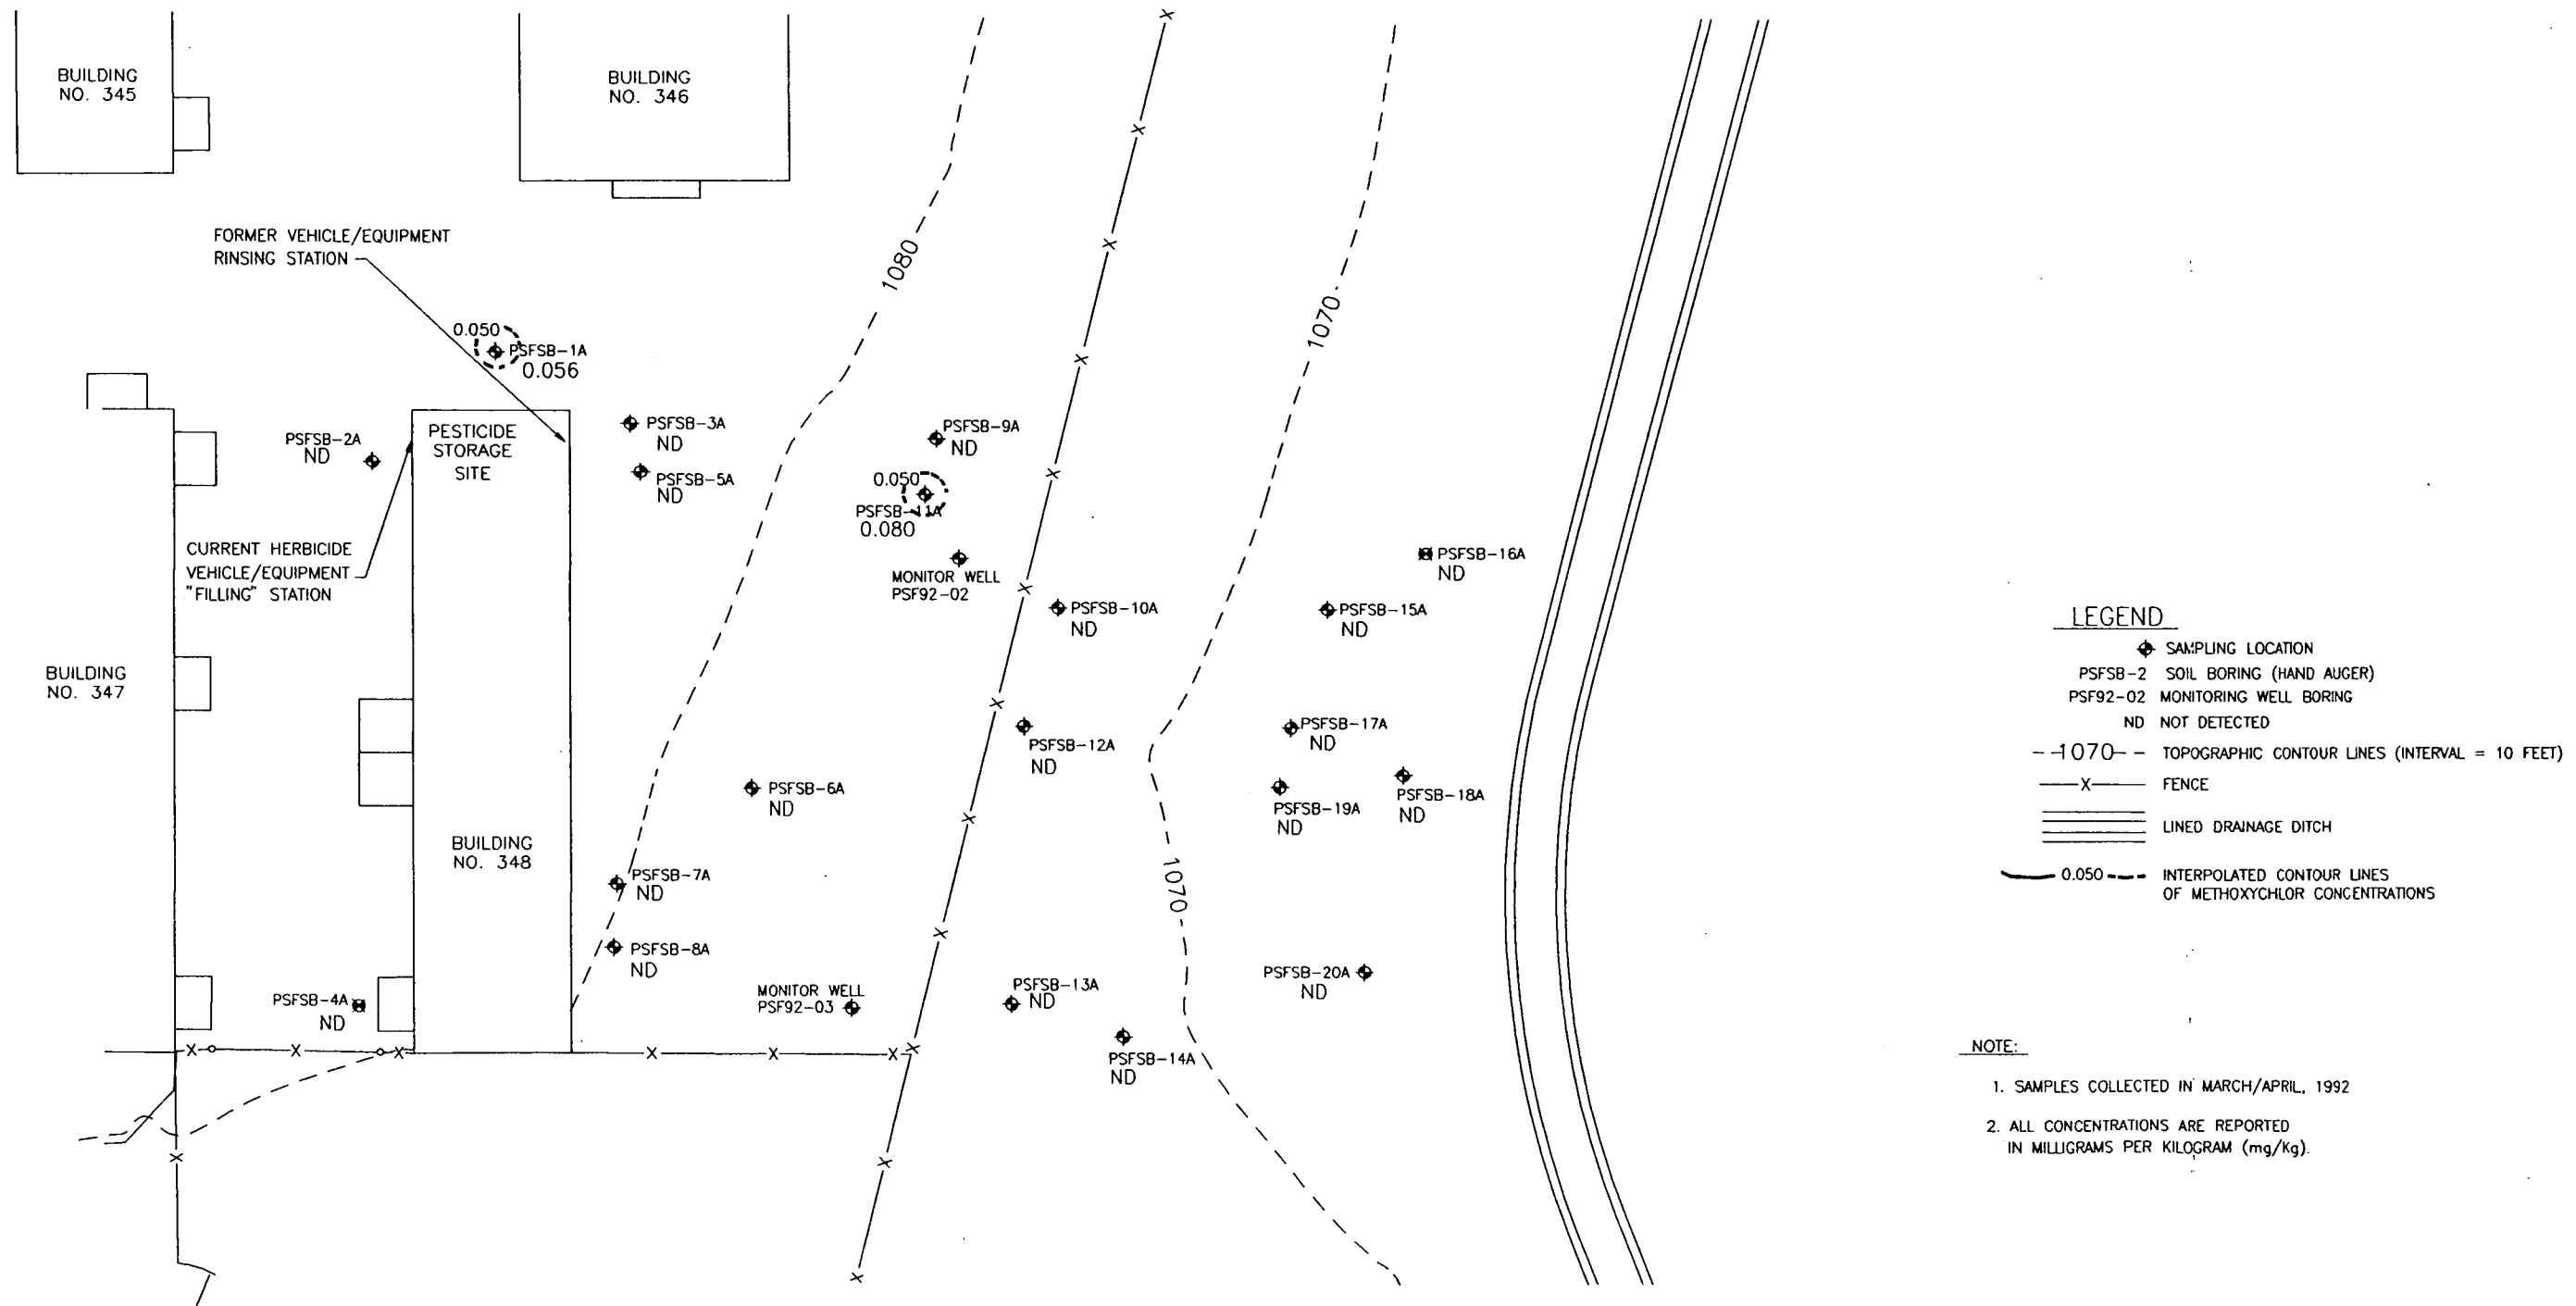 BUILDING
NO. 345
BUILDING
NO. 346
FORMER VEHICLE/EQUIPMENT
RINSING STATION
1080
1070
0.050
PSFSB-1A
0.056
PSFSB-2A
ND
PESTICIDE
STORAGE
SITE
PSFSB-3A
ND
PSFSB-5A
ND
PSFSB-9A
ND
0.050
PSFSB-11A
0.080
CURRENT HERBICIDE
VEHICLE/EQUIPMENT
"FILLING" STATION
MONITOR WELL
PSF92-02
PSFSB-10A
ND
PSFSB-16A
ND
PSFSB-15A
ND
BUILDING
NO. 347
PSFSB-12A
ND
PSFSB-17A
ND
PSFSB-6A
ND
PSFSB-19A
ND
PSFSB-18A
ND
BUILDING
NO. 348
PSFSB-7A
ND
1070
PSFSB-8A
ND
PSFSB-4A
ND
MONITOR WELL
PSF92-03
PSFSB-13A
ND
PSFSB-20A
ND
PSFSB-14A
ND
LEGEND
SAMPLING LOCATION
PSFSB-2 SOIL BORING (HAND AUGER)
PSF92-02 MONITORING WELL BORING
ND NOT DETECTED
1070 TOPOGRAPHIC CONTOUR LINES (INTERVAL = 10 FEET)
X FENCE
LINED DRAINAGE DITCH
0.050 INTERPOLATED CONTOUR LINES
OF METHOXYCHLOR CONCENTRATIONS
NOTE:
1. SAMPLES COLLECTED IN MARCH/APRIL, 1992
2. ALL CONCENTRATIONS ARE REPORTED
IN MILLIGRAMS PER KILOGRAM (mg/Kg).